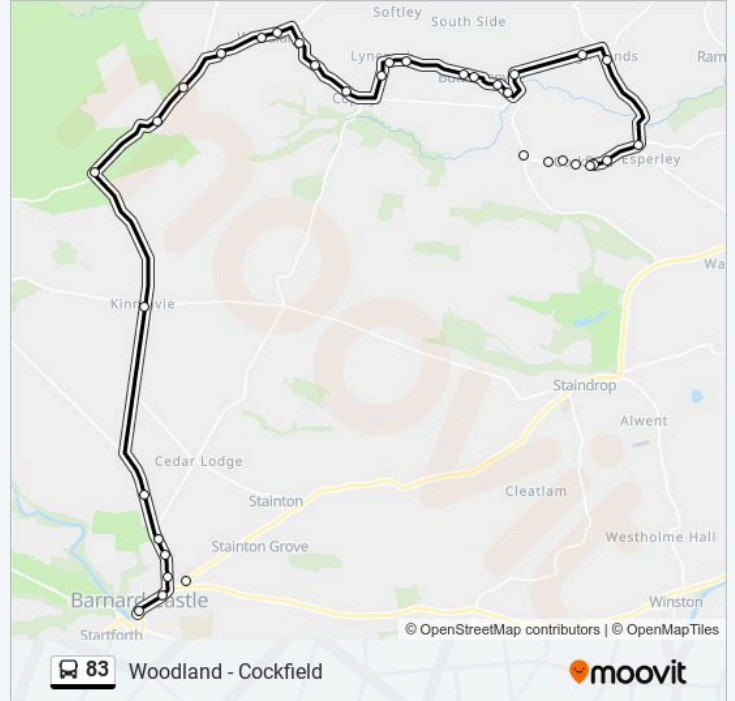 Softley
South Side
Ram
Esperley
Wa
Staindrop
Alwent
Cedar Lodge
Cleatlam
Stainton
Westholme Hall
Stainton Grove
Barnard Castle
Winston
Startforth
© OpenStreetMap contributors | © OpenMapTiles
83 Woodland - Cockfield
moovit